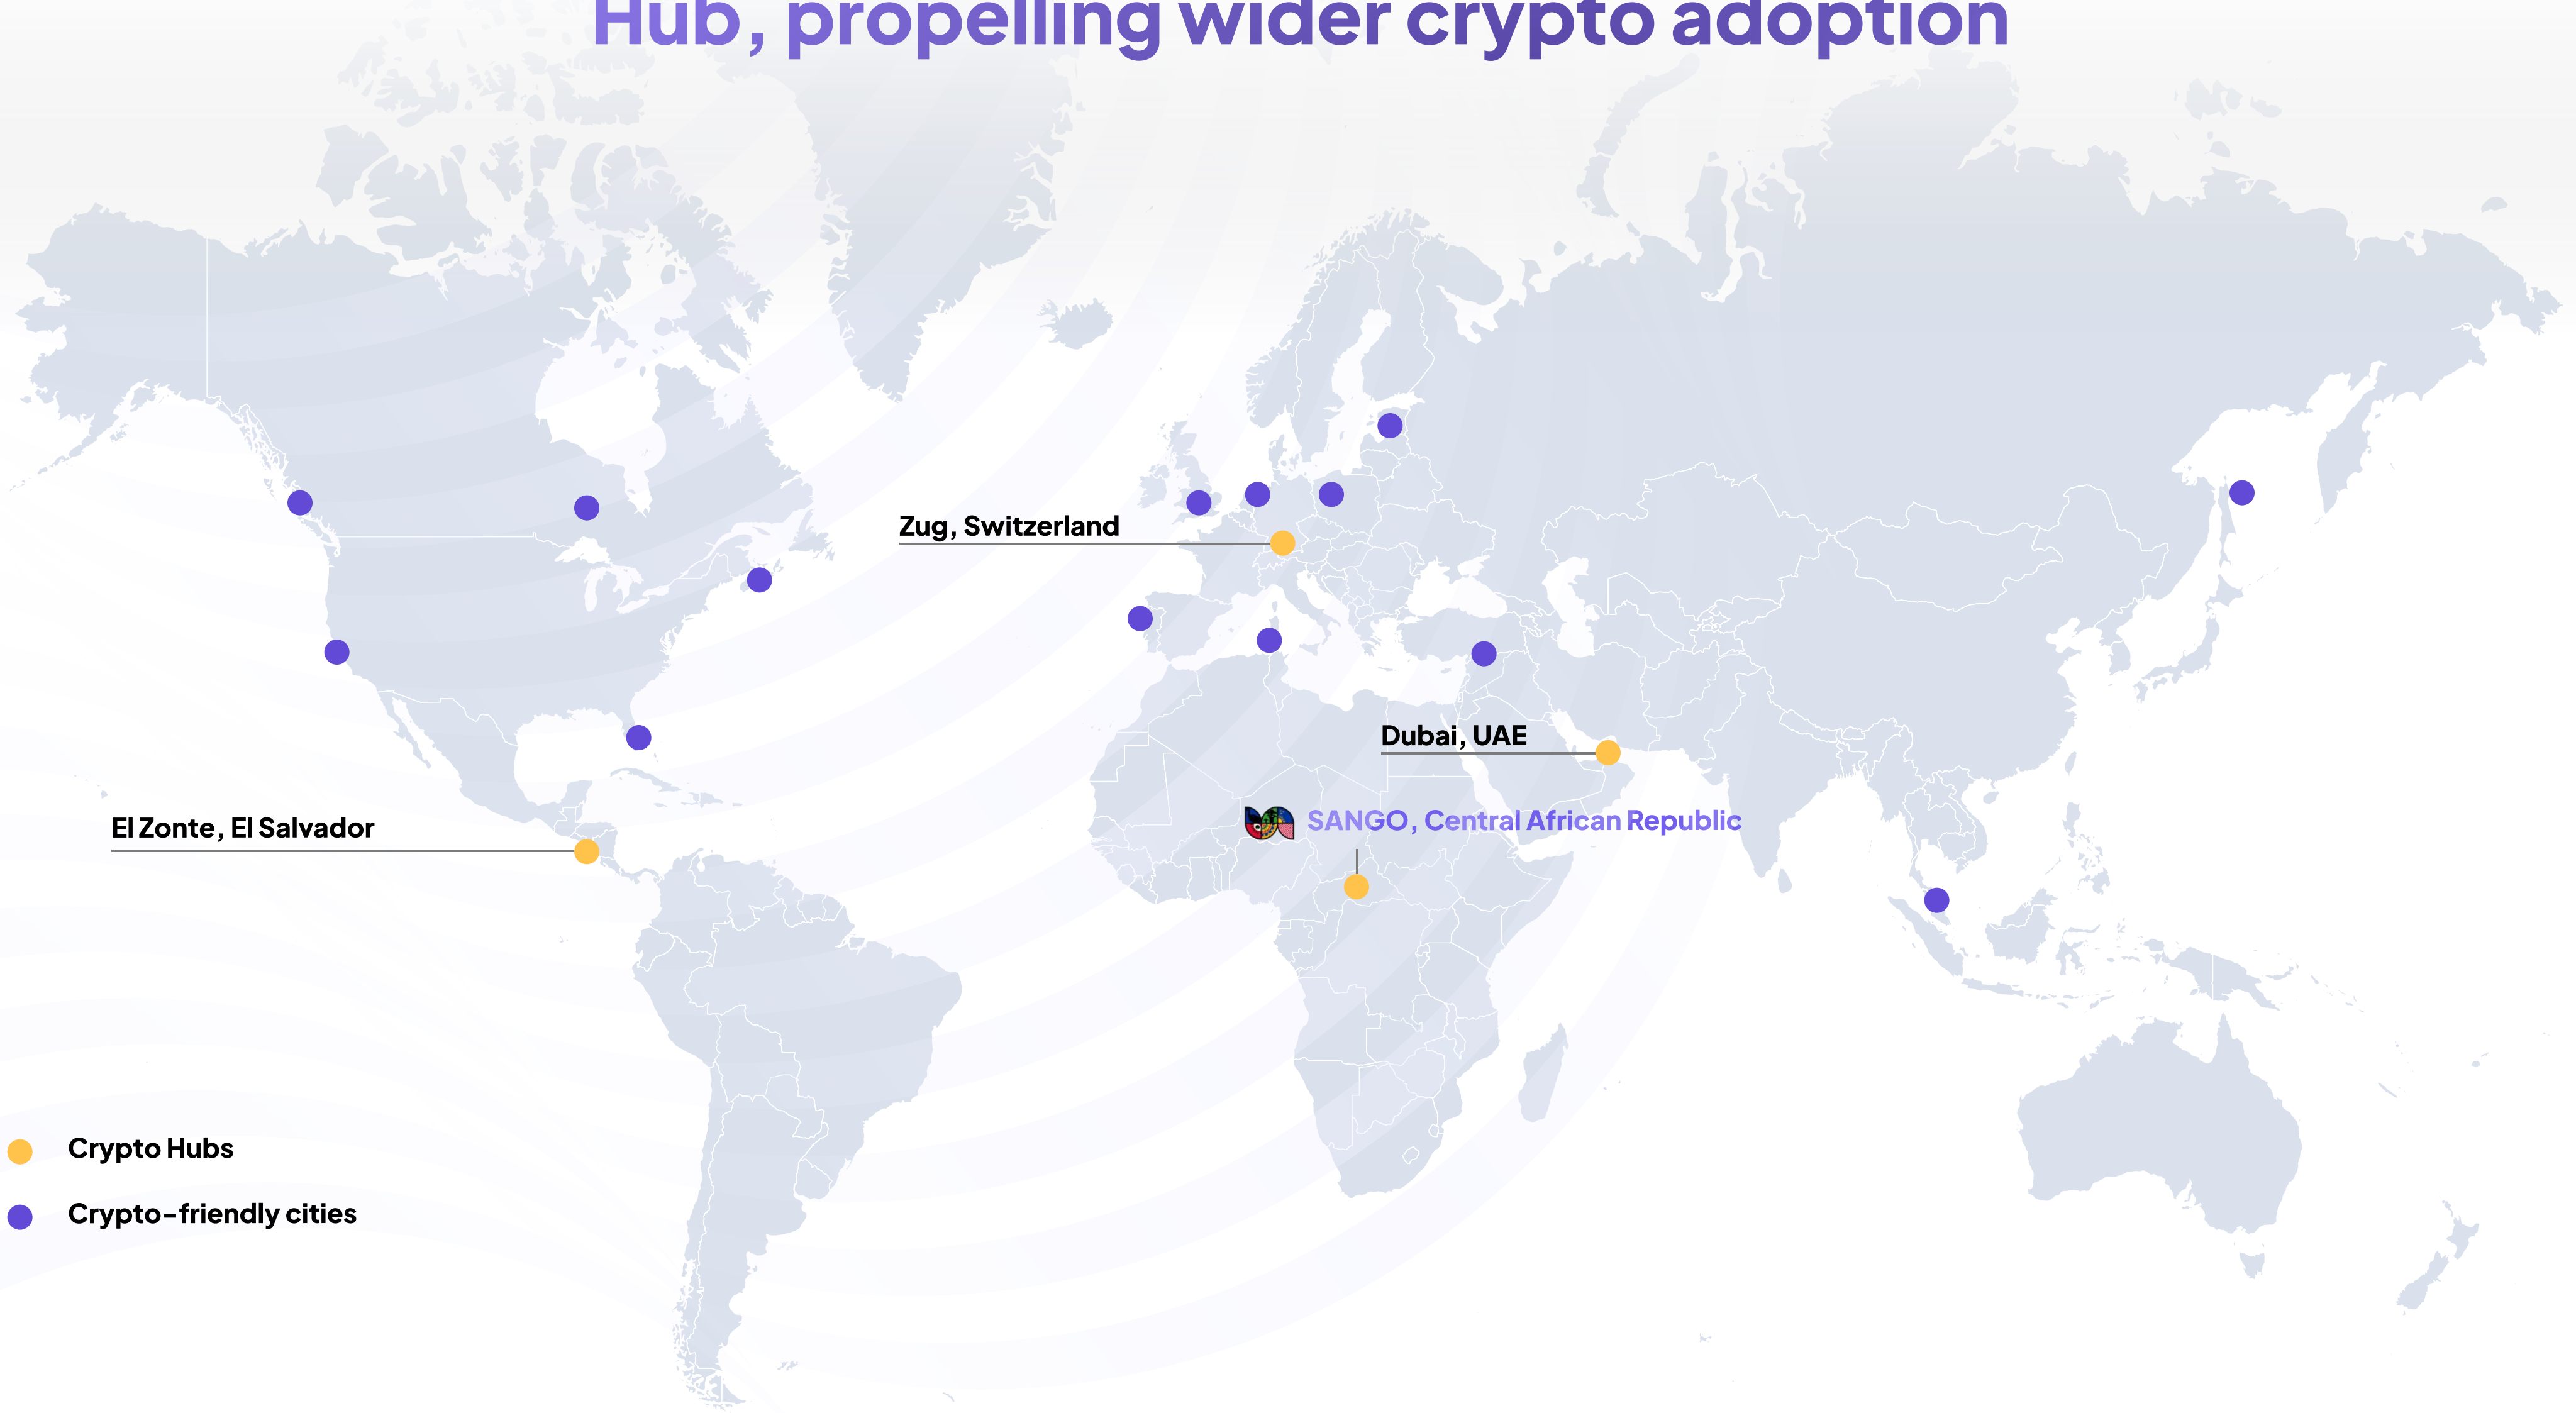 Hub, propelling wider crypto adoption
Zug, Switzerland
Dubai, UAE
SANGO, Central African Republic
El Zonte, El Salvador
Crypto Hubs
Crypto-friendly cities